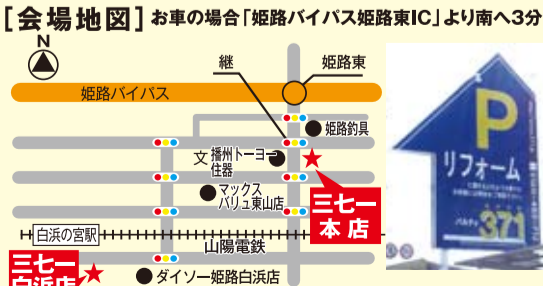 [会場地図] お車の場合「姫路バイパス姫路東IC」より南へ3分
N
継
姫路東
姫路バイパス
姫路釣具
文
播州トーヨー
住器
マックス
バリュ東山店
三七一
本店
白浜の宮駅
山陽電鉄
三七一
白浜店
ダイソー姫路白浜店
P
リフォーム
371